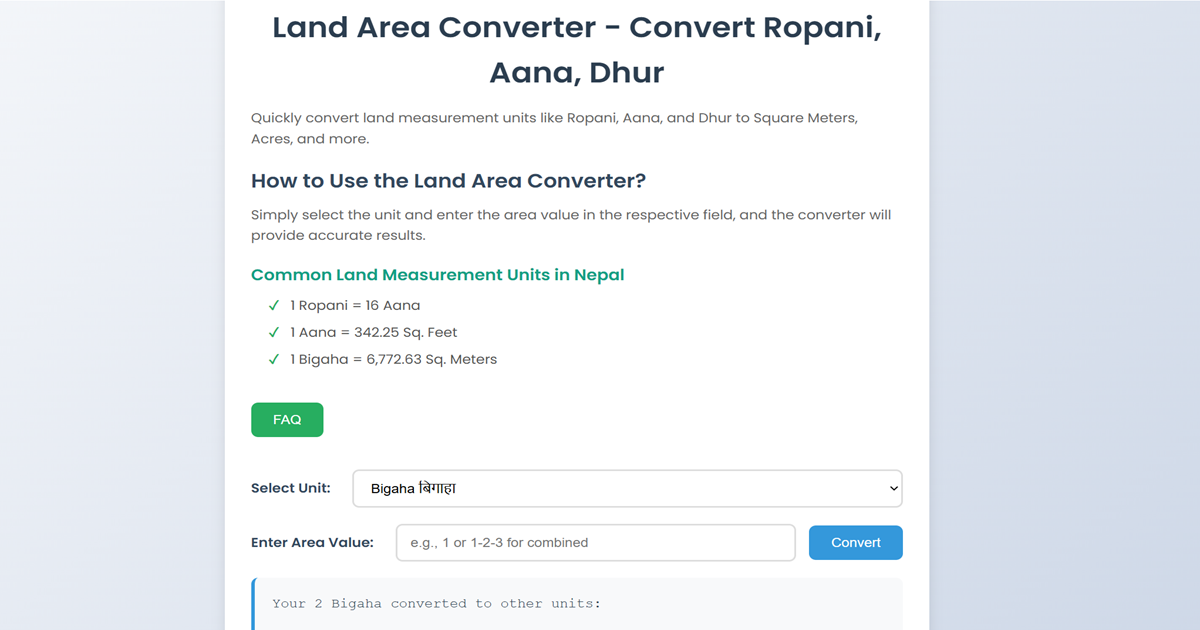 Land Area Converter – Convert Ropani,
Aana, Dhur
Quickly convert land measurement units like Ropani, Aana, and Dhur to Square Meters,
Acres, and more.
How to Use the Land Area Converter?
Simply select the unit and enter the area value in the respective field, and the converter will
provide accurate results.
Common Land Measurement Units in Nepal
✓ 1 Ropani = 16 Aana
✓ 1 Aana = 342.25 Sq. Feet
✓ 1 Bigaha = 6,772.63 Sq. Meters
FAQ
Select Unit: Bigaha बिगाहा
Enter Area Value: e.g., 1 or 1-2-3 for combined Convert
Your 2 Bigaha converted to other units: